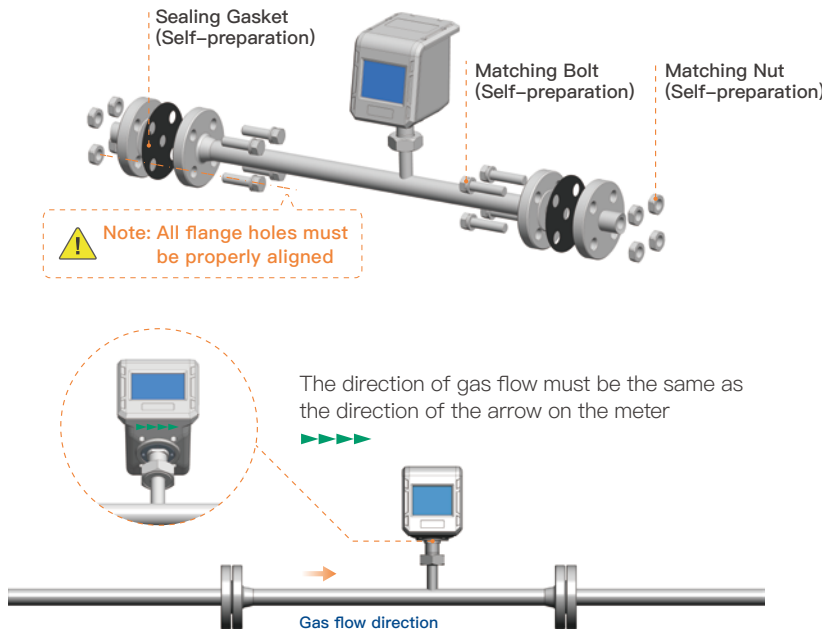 Sealing Gasket
(Self-preparation)
Matching Bolt
(Self-preparation)
Matching Nut
(Self-preparation)
Note: All flange holes must
be properly aligned
The direction of gas flow must be the same as
the direction of the arrow on the meter
Gas flow direction